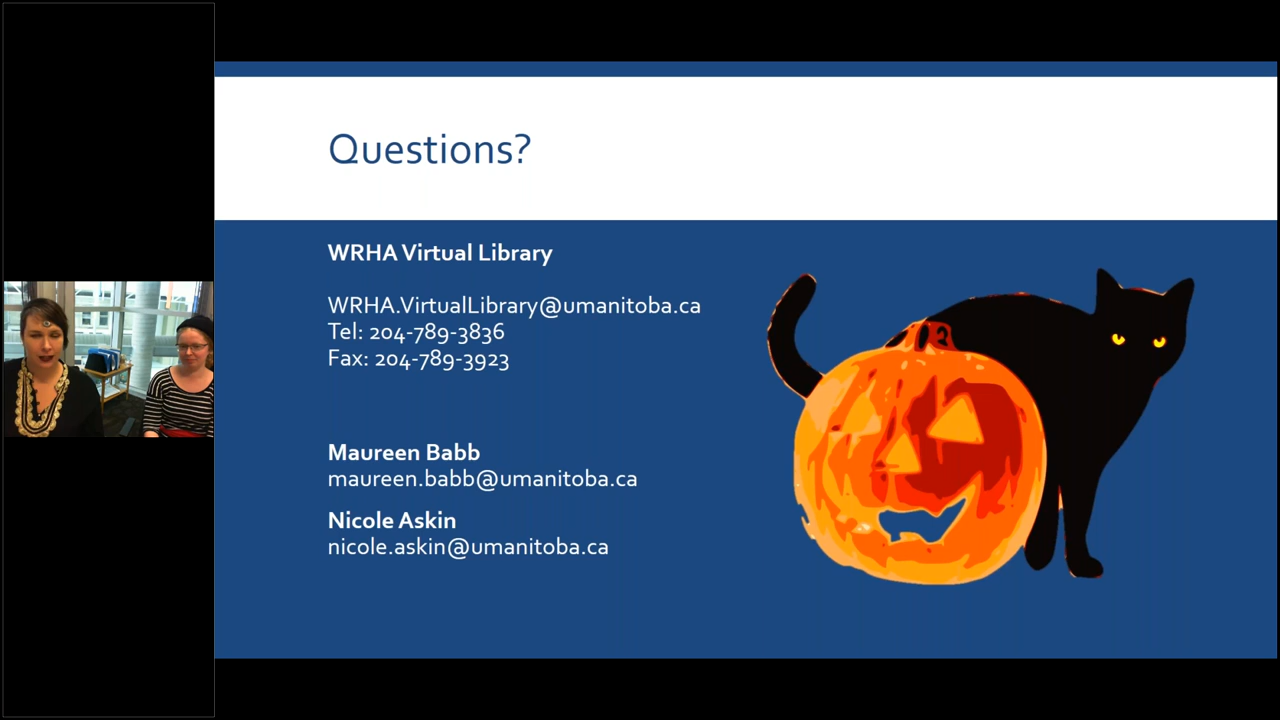 Questions?
WRHA Virtual Library
WRHA.VirtualLibrary@umanitoba.ca
Tel: 204-789-3836
Fax: 204-789-3923
Maureen Babb
maureen.babb@umanitoba.ca
Nicole Askin
nicole.askin@umanitoba.ca